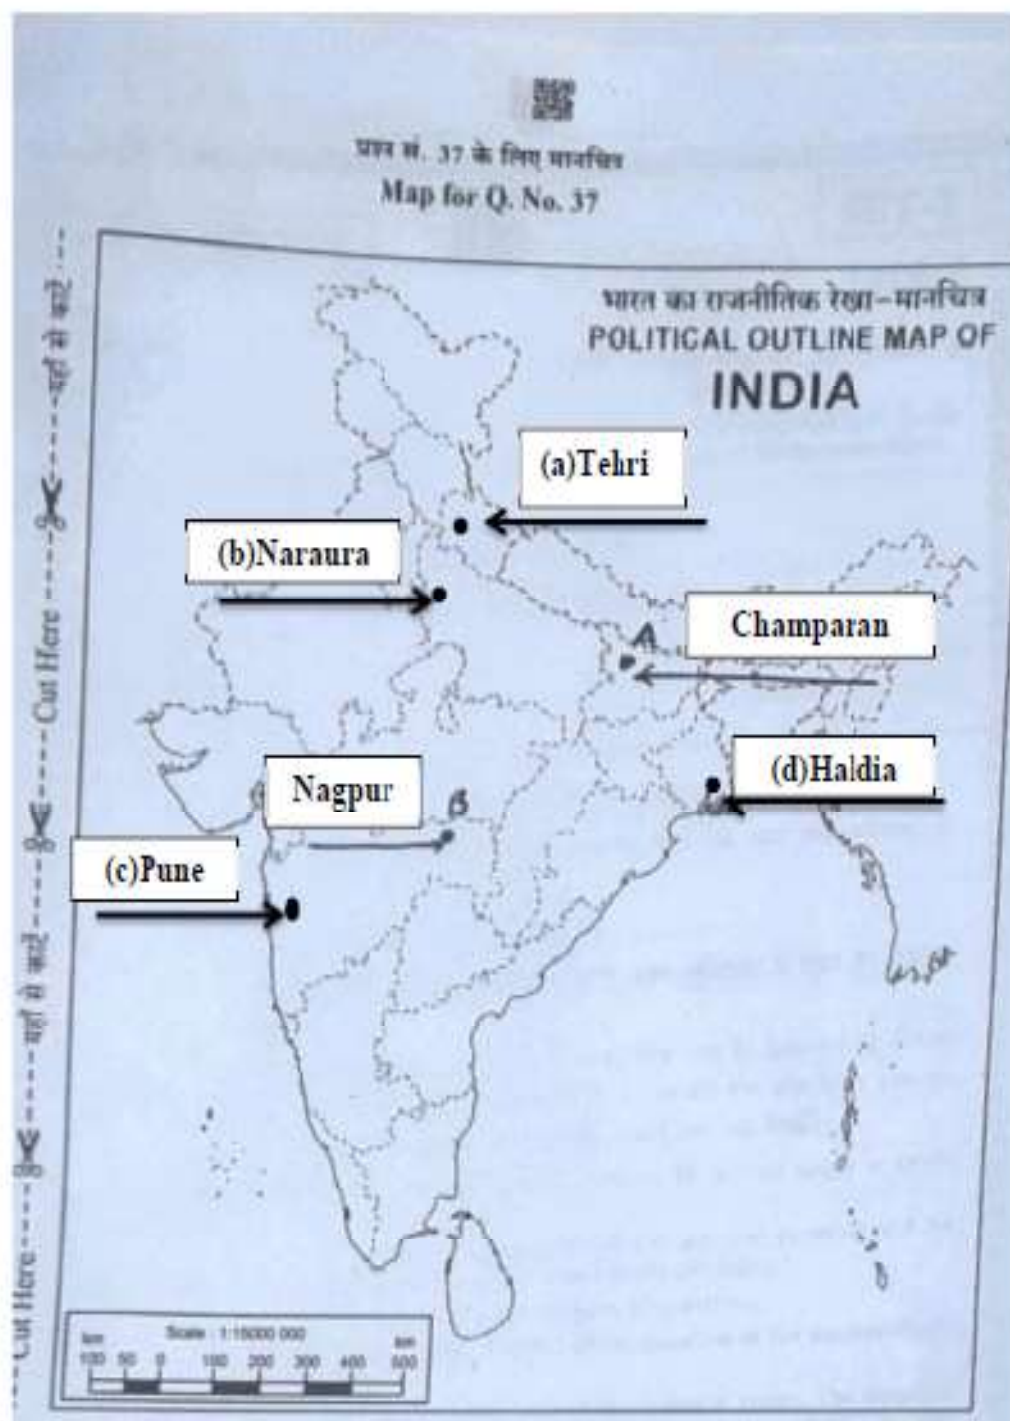 प्रश्न सं. 37 के लिए मानचित्र
Map for Q. No. 37
भारत का राजनीतिक रेखा-मानचित्र
POLITICAL OUTLINE MAP OF
INDIA
(a)Tehri
(b)Naraura
Champaran
A
(d)Haldia
Nagpur
B
(c)Pune
यहाँ से काटें
Cut Here
यहाँ से काटें
Cut Here
Scale : 1:15000 000
km km
100 50 0 100 200 300 400 500